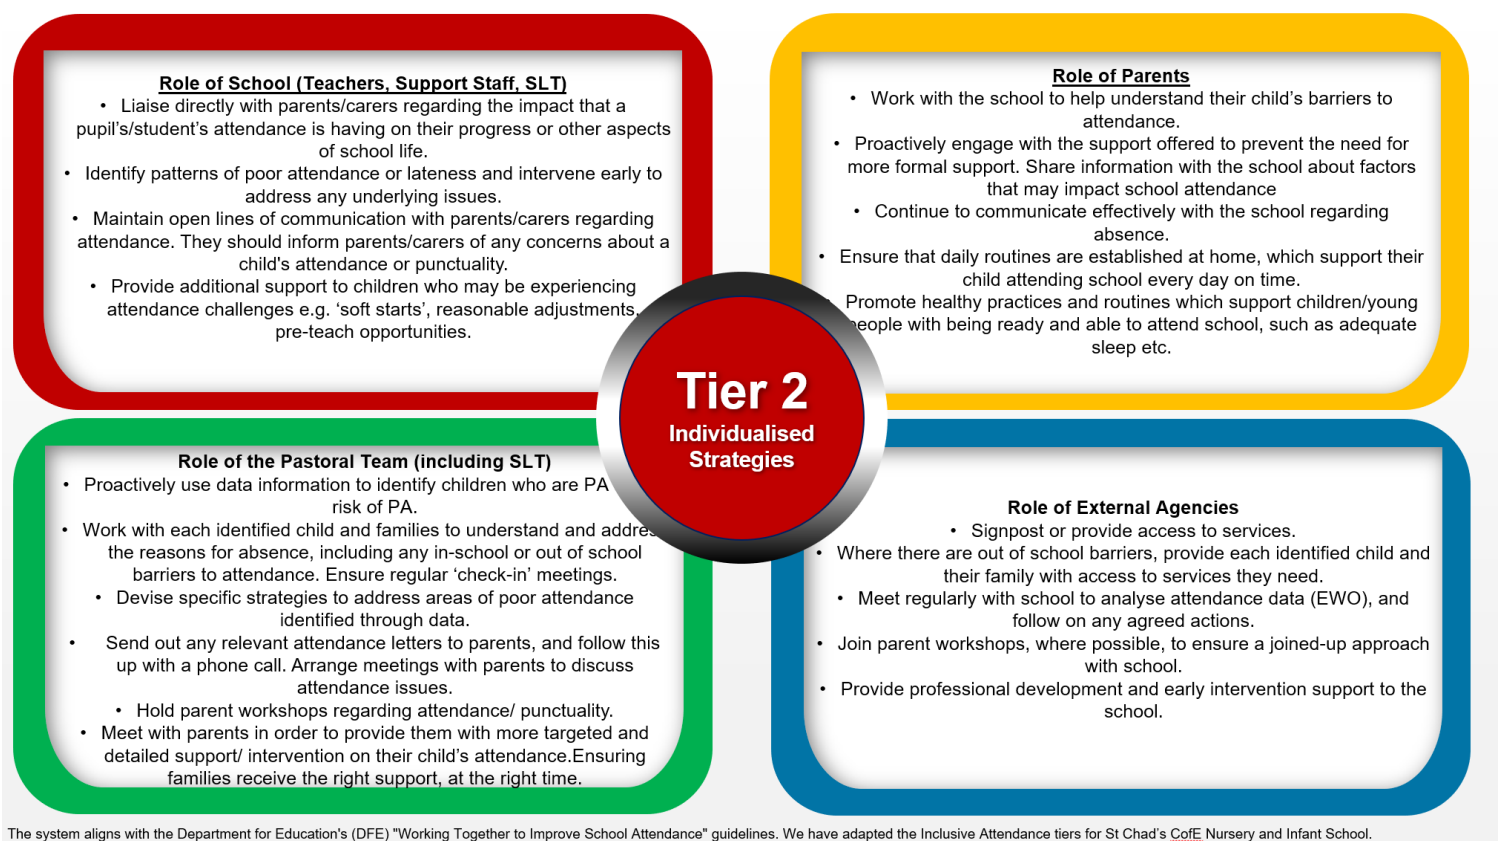 Role of School (Teachers, Support Staff, SLT)
• Liaise directly with parents/carers regarding the impact that a
pupil's/student's attendance is having on their progress or other aspects
of school life.
• Identify patterns of poor attendance or lateness and intervene early to
address any underlying issues.
• Maintain open lines of communication with parents/carers regarding
attendance. They should inform parents/carers of any concerns about a
child's attendance or punctuality.
• Provide additional support to children who may be experiencing
attendance challenges e.g. ‘soft starts’, reasonable adjustments,
pre-teach opportunities.
Role of Parents
• Work with the school to help understand their child’s barriers to
attendance.
• Proactively engage with the support offered to prevent the need for
more formal support. Share information with the school about factors
that may impact school attendance
• Continue to communicate effectively with the school regarding
absence.
• Ensure that daily routines are established at home, which support their
child attending school every day on time.
Promote healthy practices and routines which support children/young
people with being ready and able to attend school, such as adequate
sleep etc.
Tier 2
Individualised
Strategies
Role of the Pastoral Team (including SLT)
• Proactively use data information to identify children who are PA
risk of PA.
• Work with each identified child and families to understand and address
the reasons for absence, including any in-school or out of school
barriers to attendance. Ensure regular ‘check-in’ meetings.
• Devise specific strategies to address areas of poor attendance
identified through data.
• Send out any relevant attendance letters to parents, and follow this
up with a phone call. Arrange meetings with parents to discuss
attendance issues.
• Hold parent workshops regarding attendance/ punctuality.
• Meet with parents in order to provide them with more targeted and
detailed support/ intervention on their child’s attendance.Ensuring
families receive the right support, at the right time.
Role of External Agencies
• Signpost or provide access to services.
• Where there are out of school barriers, provide each identified child and
their family with access to services they need.
• Meet regularly with school to analyse attendance data (EWO), and
follow on any agreed actions.
• Join parent workshops, where possible, to ensure a joined-up approach
with school.
• Provide professional development and early intervention support to the
school.
The system aligns with the Department for Education's (DFE) "Working Together to Improve School Attendance" guidelines. We have adapted the Inclusive Attendance tiers for St Chad’s CofE Nursery and Infant School.